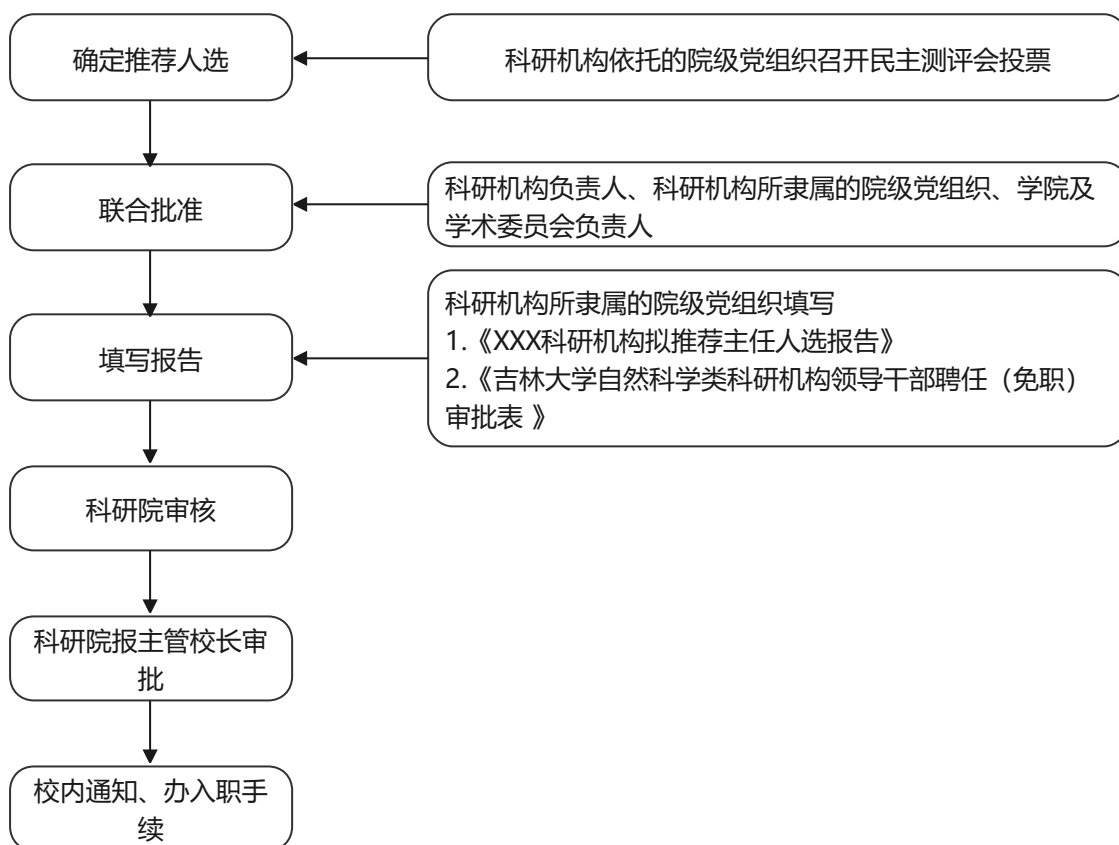 确定推荐人选
科研机构依托的院级党组织召开民主测评会投票
联合批准
科研机构负责人、科研机构所隶属的院级党组织、学院及
学术委员会负责人
填写报告
科研机构所隶属的院级党组织填写
1.《XXX科研机构拟推荐主任人选报告》
2.《吉林大学自然科学类科研机构领导干部聘任（免职）
审批表 》
科研院审核
科研院报主管校长审
批
校内通知、办入职手
续